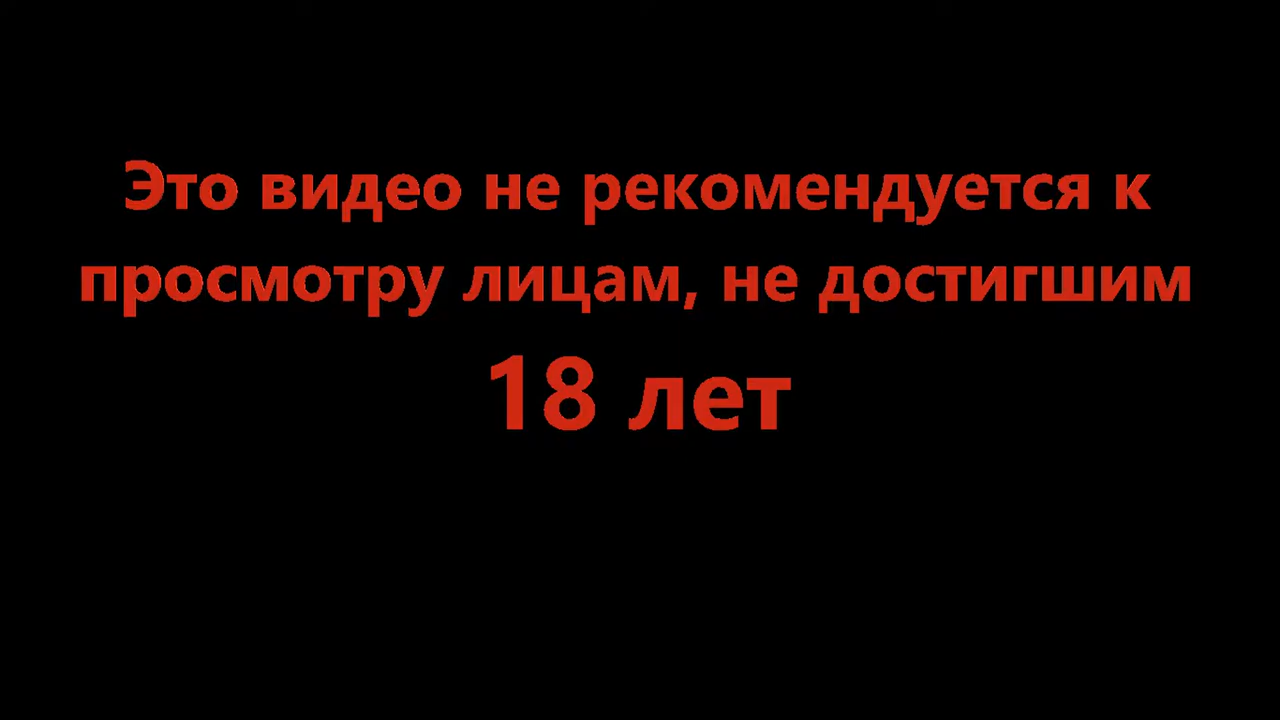 Это видео не рекомендуется к
просмотру лицам, не достигшим
18 лет